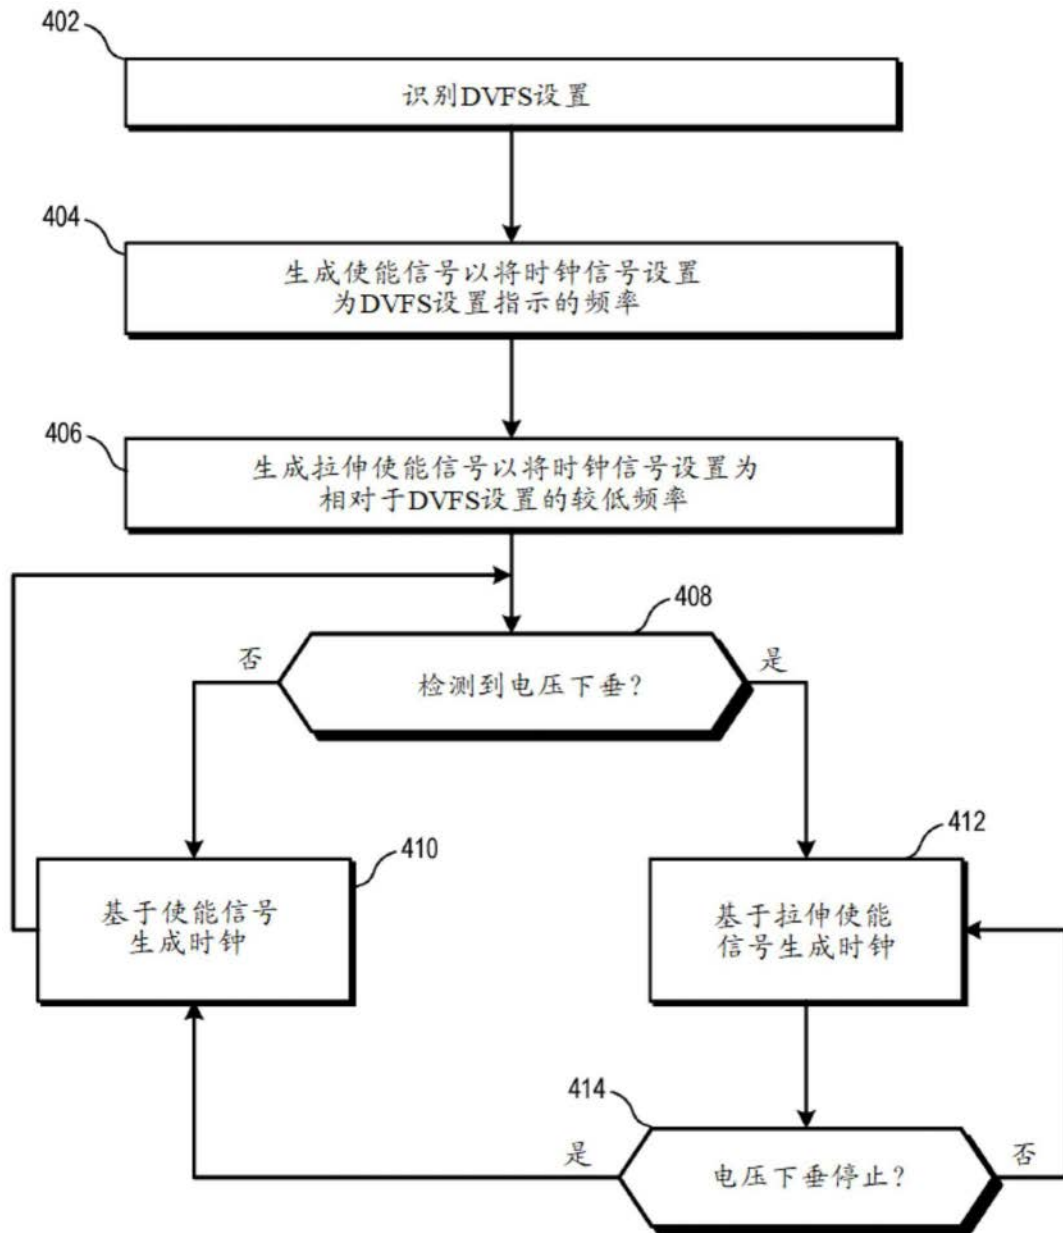 402
识别DVFS设置
404
生成使能信号以将时钟信号设置
为DVFS设置指示的频率
406
生成拉伸使能信号以将时钟信号设置为
相对于DVFS设置的较低频率
408
否
检测到电压下垂?
是
410
基于使能信号
生成时钟
412
基于拉伸使能
信号生成时钟
414
是
电压下垂停止?
否